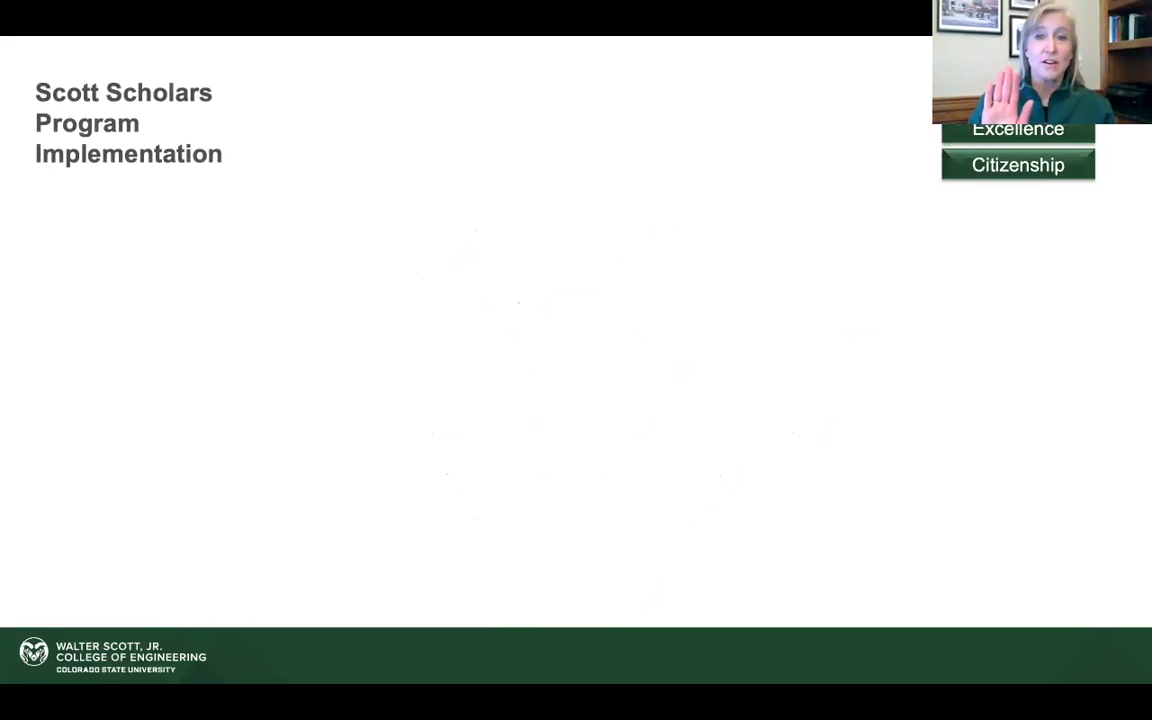 Scott Scholars
Program
Implementation
Excellence
Citizenship
WALTER SCOTT, JR.
COLLEGE OF ENGINEERING
COLORADO STATE UNIVERSITY